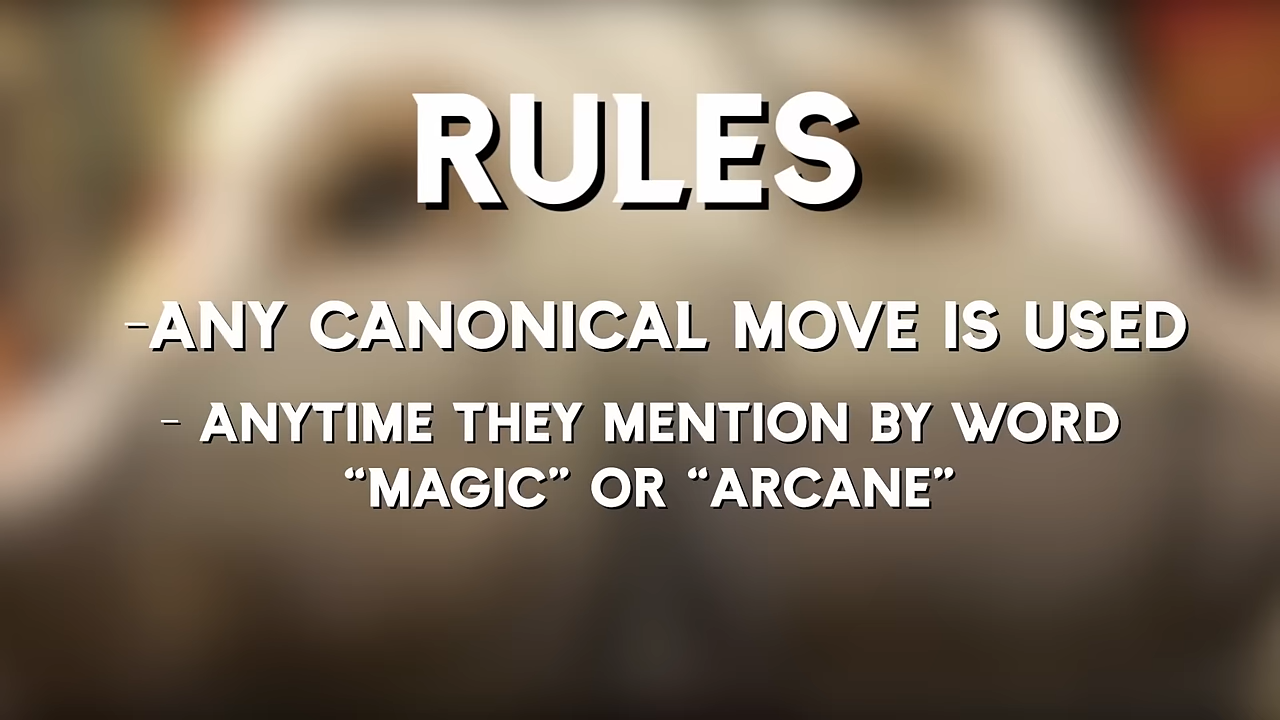 RULES
-ANY CANONICAL MOVE IS USED
- ANYTIME THEY MENTION BY WORD
“MAGIC” OR “ARCANE”